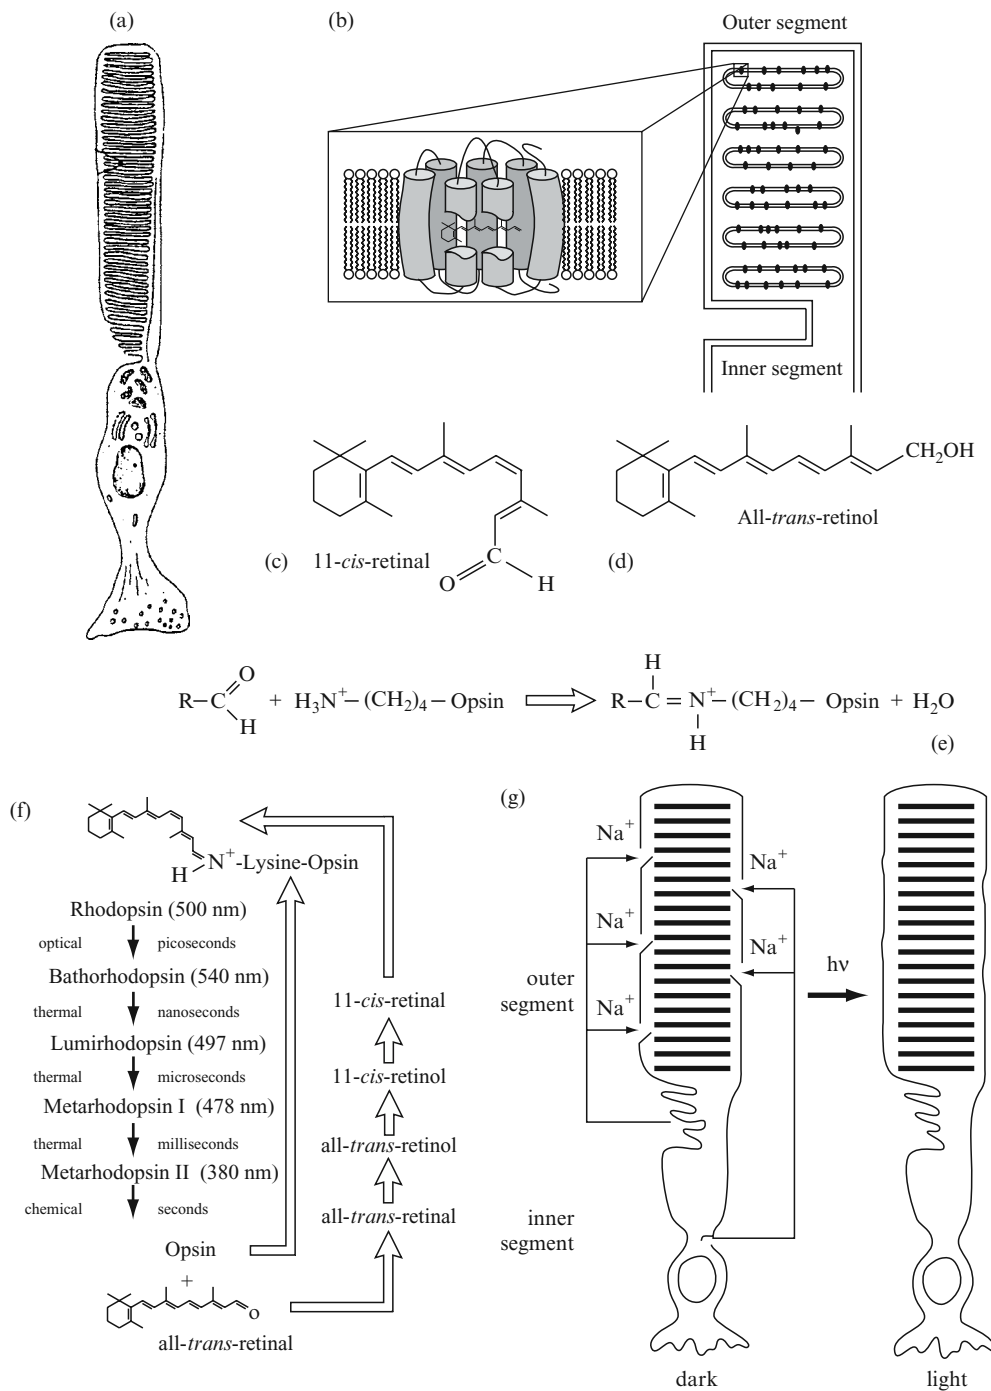 (a)
(b)
Outer segment
Inner segment
(c)
11-cis-retinal
C
O
H
(d)
CH₂OH
All-trans-retinol
H
R–C
O
H
+ H₃N⁺–(CH₂)₄–Opsin
R–C=N⁺–(CH₂)₄– Opsin + H₂O
H
(e)
(f)
H
N⁺-Lysine-Opsin
Rhodopsin (500 nm)
optical picoseconds
Bathorhodopsin (540 nm)
thermal nanoseconds
Lumirhodopsin (497 nm)
thermal microseconds
Metarhodopsin I (478 nm)
thermal milliseconds
Metarhodopsin II (380 nm)
chemical seconds
Opsin
+
O
all-trans-retinal
11-cis-retinal
11-cis-retinol
all-trans-retinol
all-trans-retinal
(g)
Na⁺
Na⁺
Na⁺
Na⁺
Na⁺
outer
segment
hν
inner
segment
dark
light